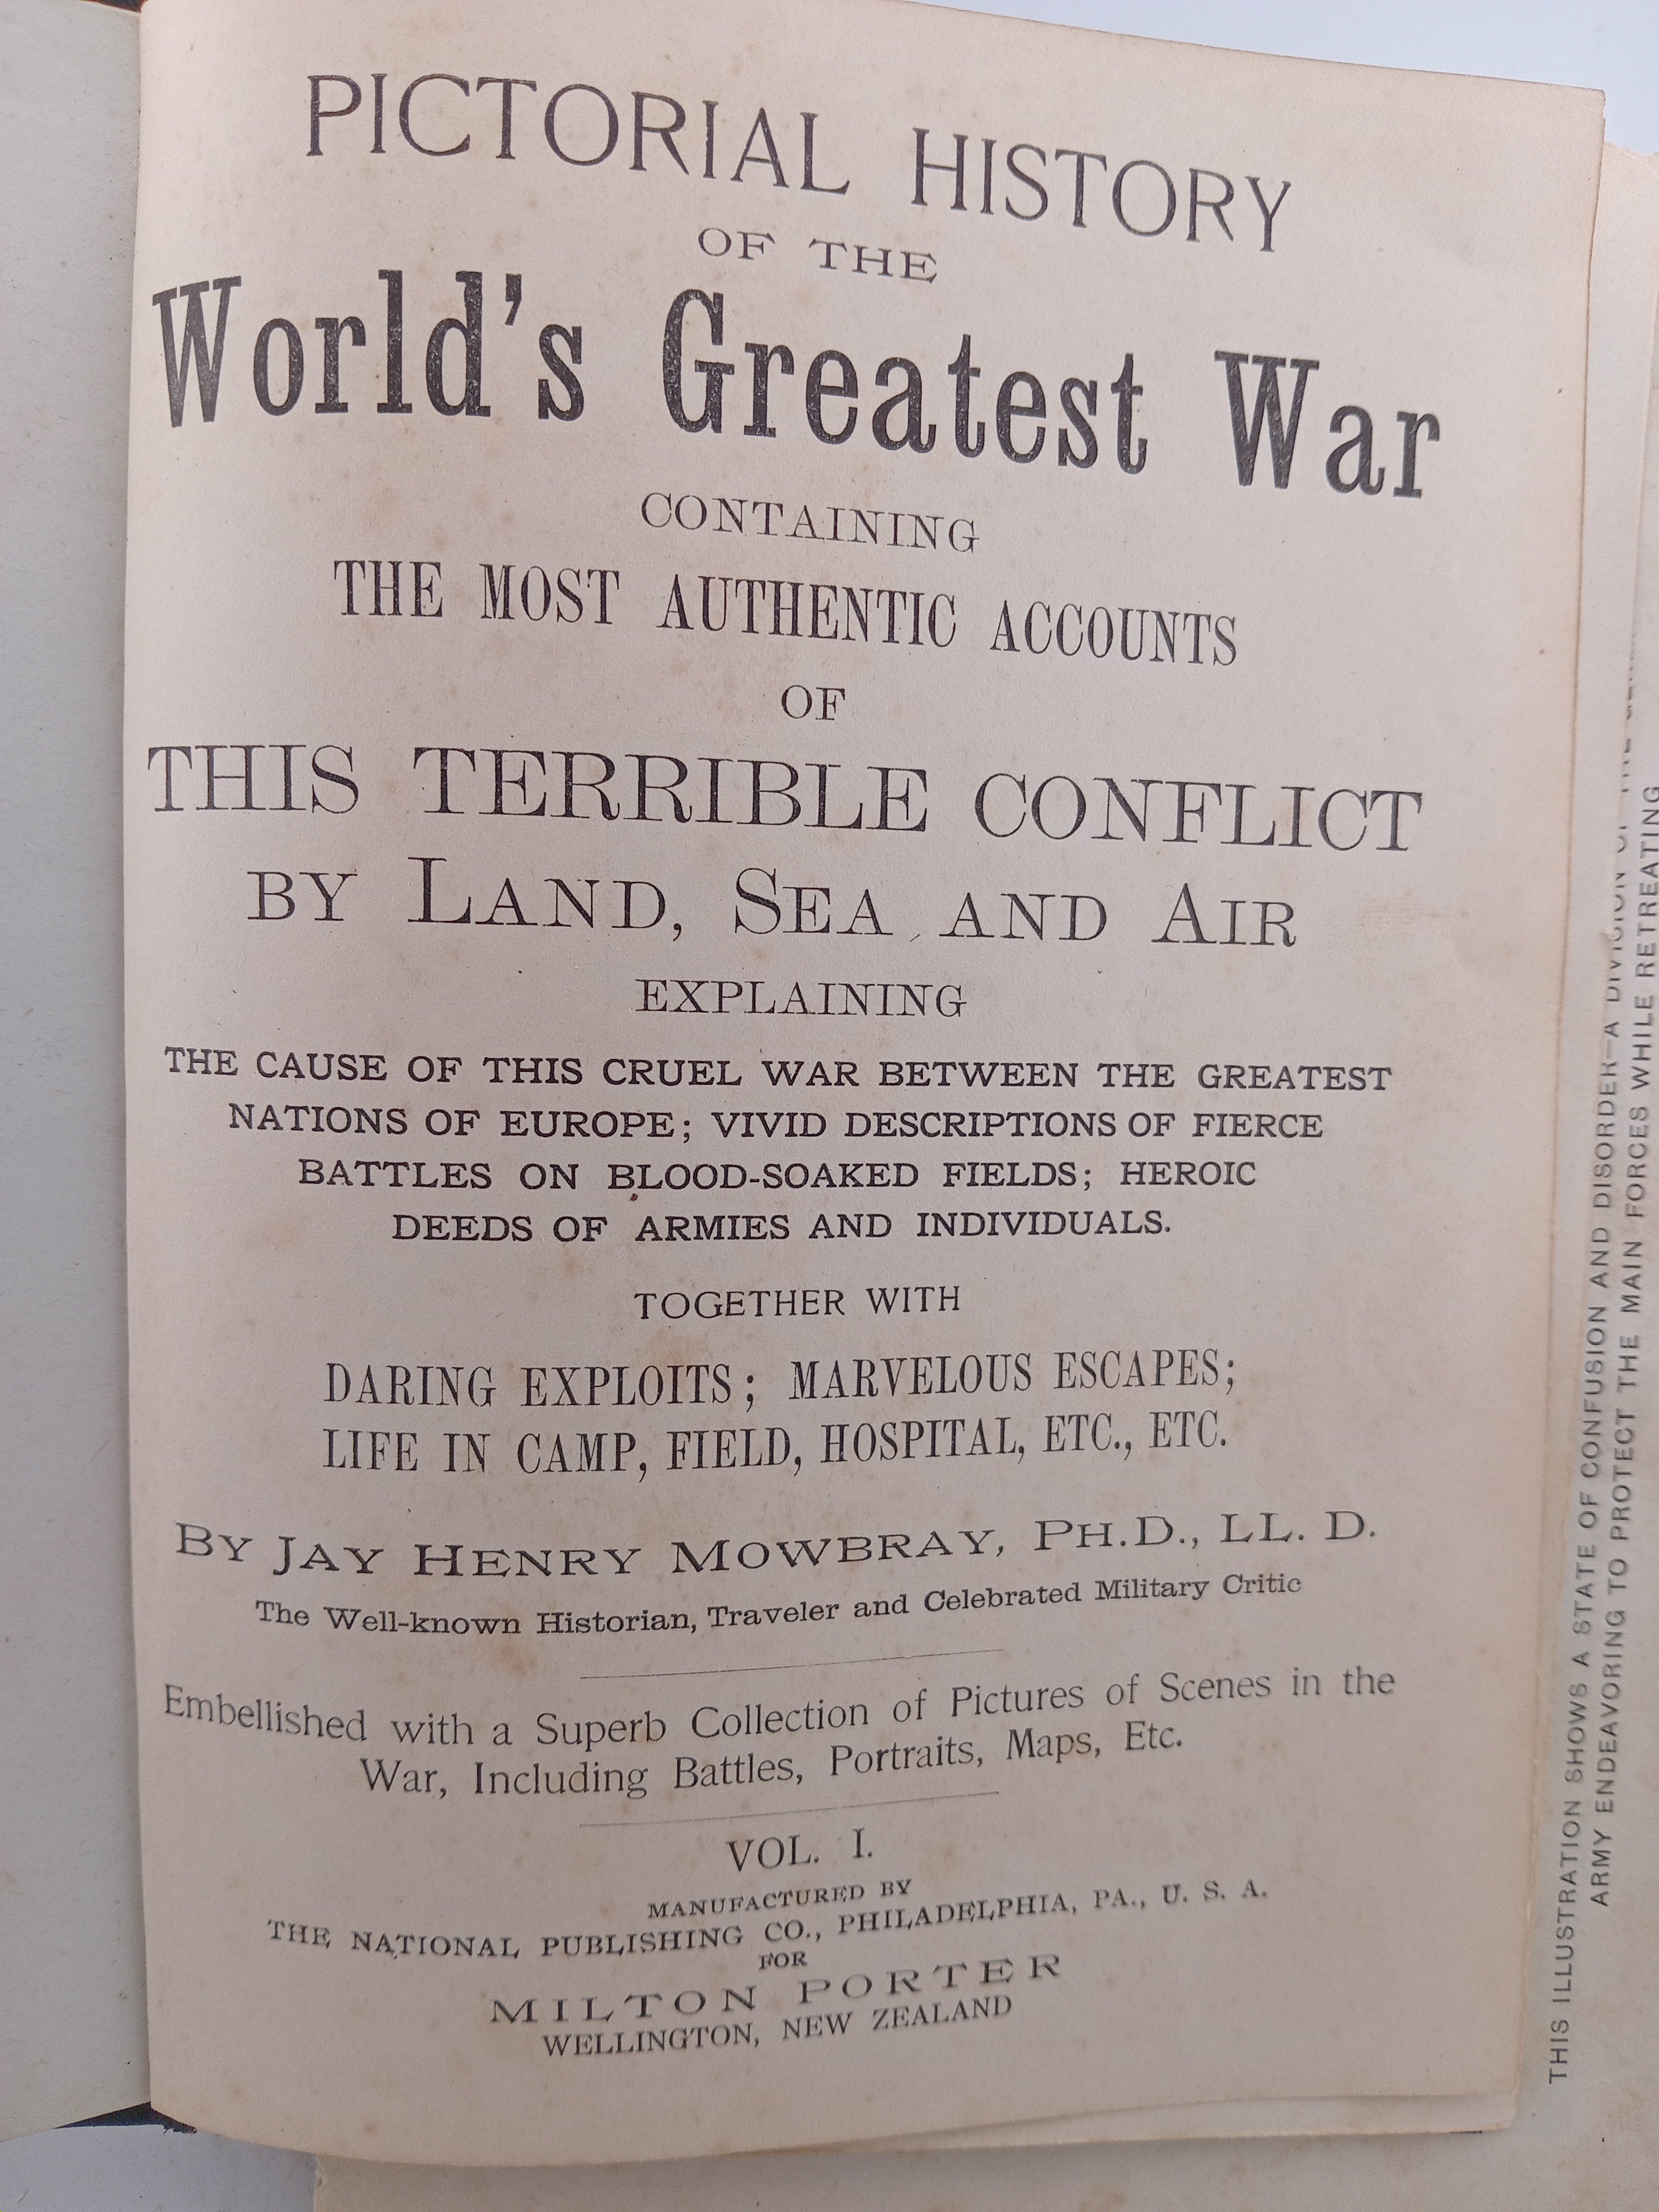 PICTORIAL HISTORY
OF THE
World's Greatest War
CONTAINING
THE MOST AUTHENTIC ACCOUNTS
OF
THIS TERRIBLE CONFLICT
BY LAND, SEA AND AIR
EXPLAINING
THE CAUSE OF THIS CRUEL WAR BETWEEN THE GREATEST
NATIONS OF EUROPE; VIVID DESCRIPTIONS OF FIERCE
BATTLES ON BLOOD-SOAKED FIELDS; HEROIC
DEEDS OF ARMIES AND INDIVIDUALS.
TOGETHER WITH
DARING EXPLOITS; MARVELOUS ESCAPES;
LIFE IN CAMP, FIELD, HOSPITAL, ETC., ETC.
BY JAY HENRY MOWBRAY, PH.D., LL. D.
The Well-known Historian, Traveler and Celebrated Military Critic
Embellished with a Superb Collection of Pictures of Scenes in the
War, Including Battles, Portraits, Maps, Etc.
VOL. I.
MANUFACTURED BY
THE NATIONAL PUBLISHING CO., PHILADELPHIA, PA., U. S. A.
FOR
MILTON PORTER
WELLINGTON, NEW ZEALAND
THIS ILLUSTRATION SHOWS A STATE OF CONFUSION AND DISORDER—A DIVISION OF THE
ARMY ENDEAVORING TO PROTECT THE MAIN FORCES WHILE RETREATING